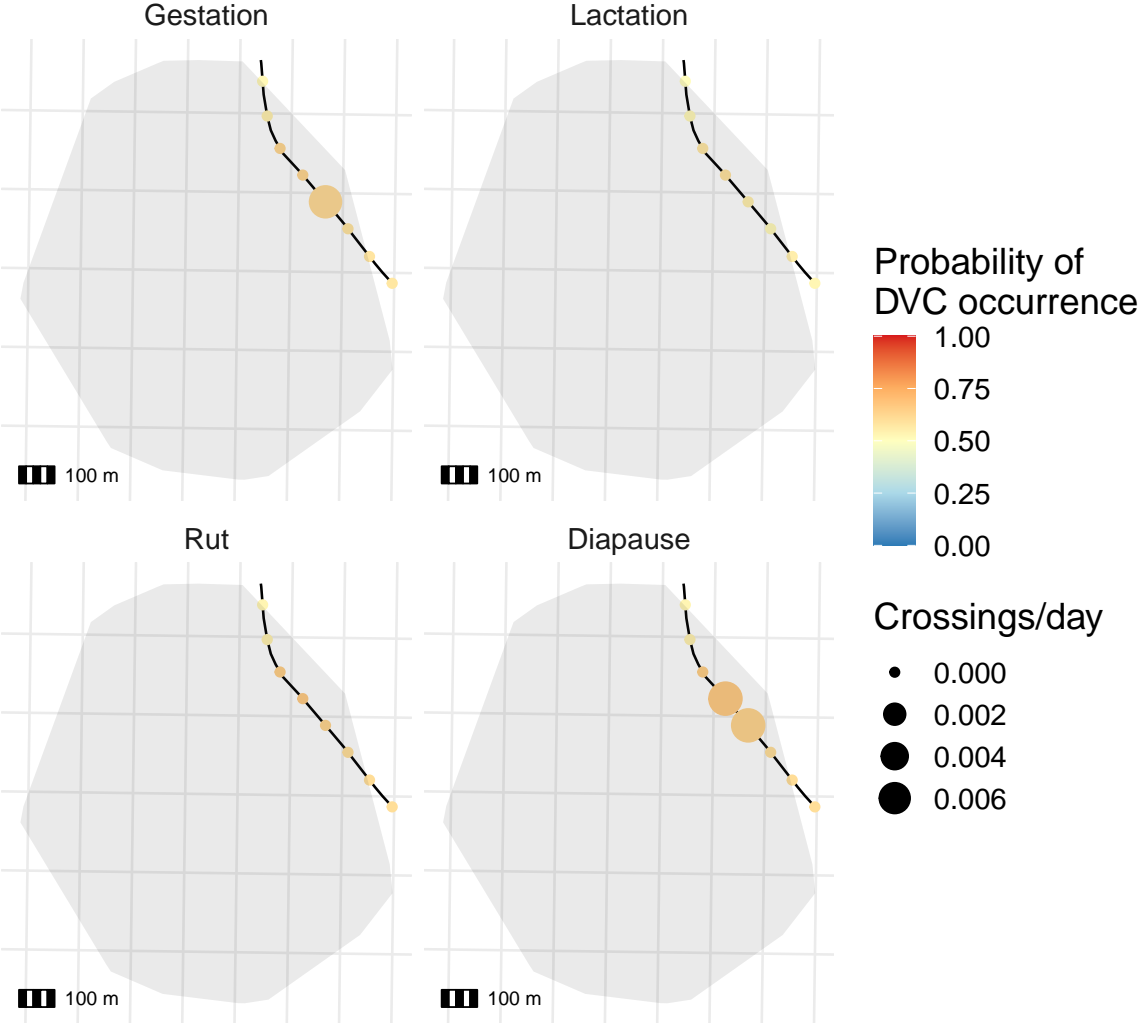 Gestation
Lactation
100 m
100 m
Rut
Diapause
100 m
100 m
Probability of
DVC occurrence
1.00
0.75
0.50
0.25
0.00
Crossings/day
0.000
0.002
0.004
0.006